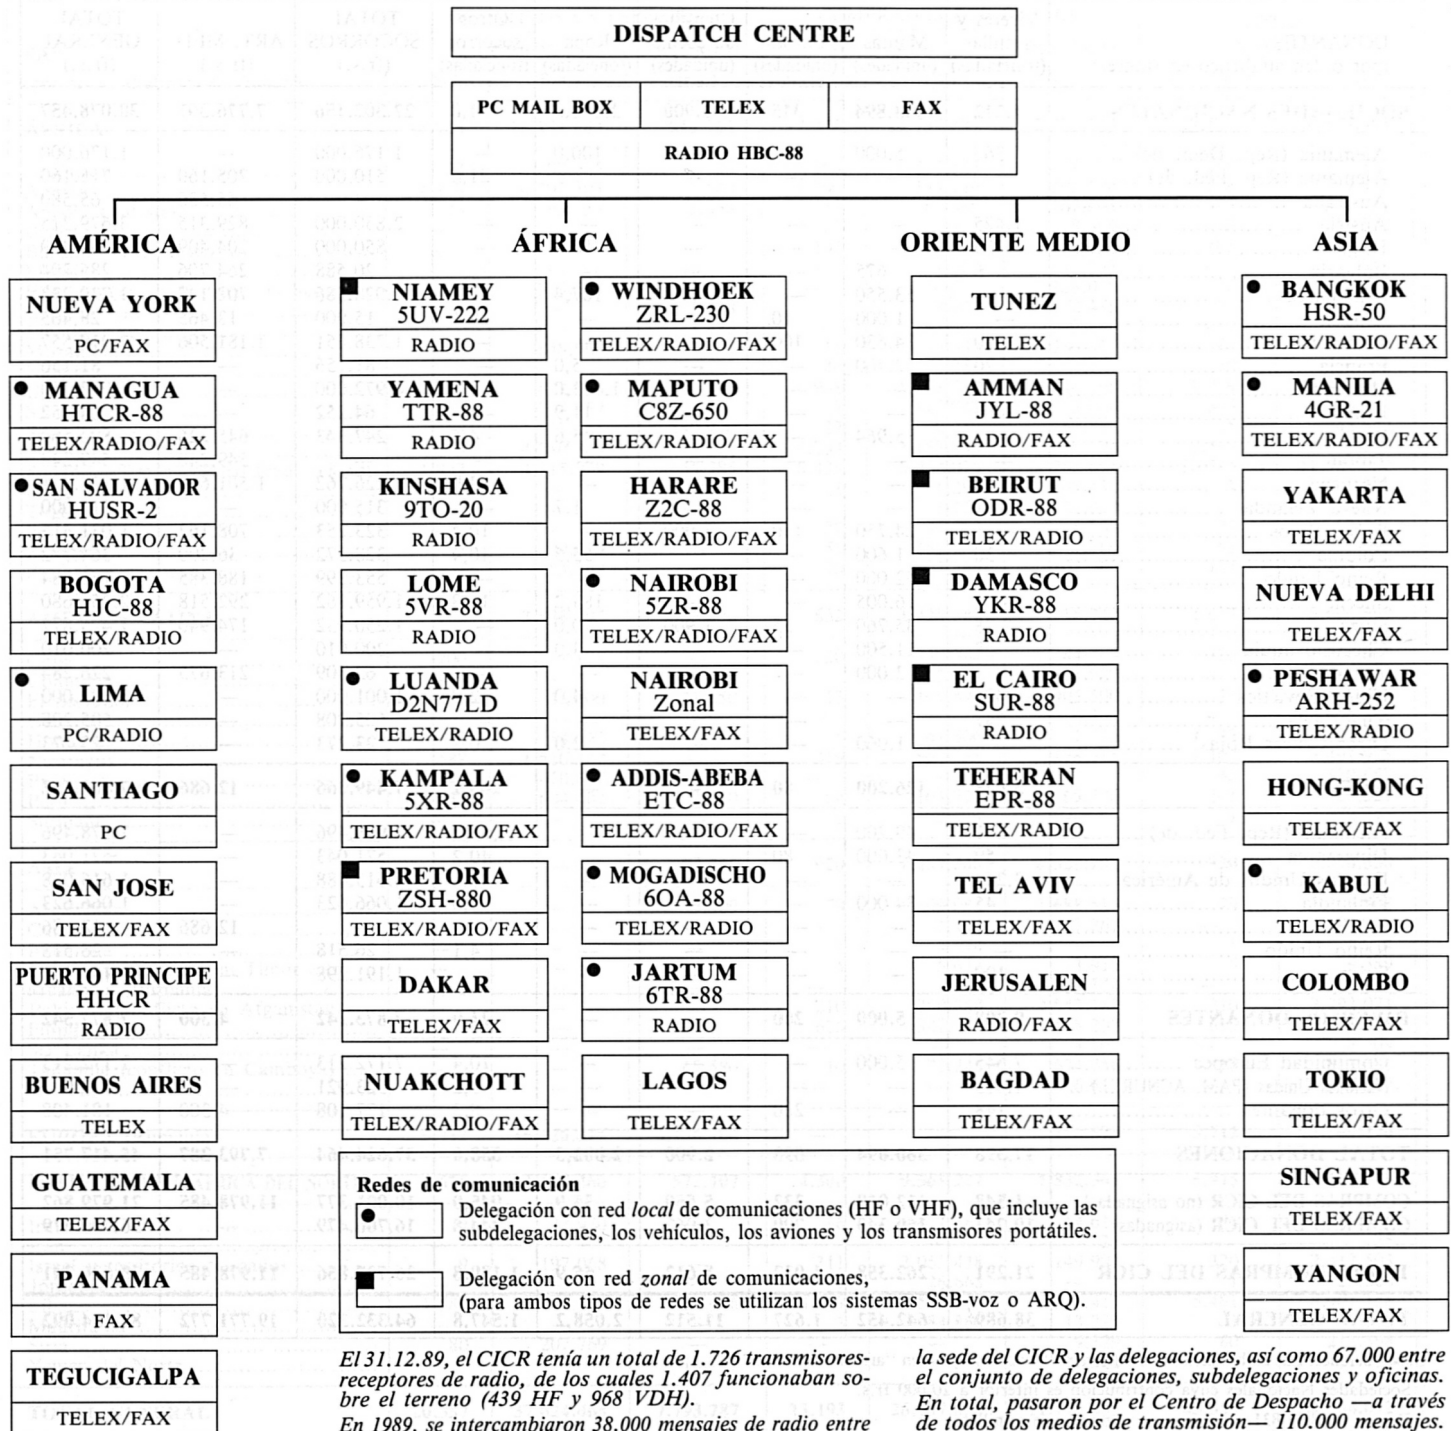 DISPATCH CENTRE
PC MAIL BOX
TELEX
FAX
RADIO HBC-88
AMÉRICA
NUEVA YORK
PC/FAX
MANAGUA
HTCR-88
TELEX/RADIO/FAX
SAN SALVADOR
HUSR-2
TELEX/RADIO/FAX
BOGOTA
HJC-88
TELEX/RADIO
LIMA
PC/RADIO
SANTIAGO
PC
SAN JOSE
TELEX/FAX
PUERTO PRINCIPE
HHCR
RADIO
BUENOS AIRES
TELEX
GUATEMALA
TELEX/FAX
PANAMA
FAX
TEGUCIGALPA
TELEX/FAX
ÁFRICA
NIAMEY
5UV-222
RADIO
YAMENA
TTR-88
RADIO
KINSHASA
9TO-20
RADIO
LOME
5VR-88
RADIO
LUANDA
D2N77LD
TELEX/RADIO
KAMPALA
5XR-88
TELEX/RADIO/FAX
PRETORIA
ZSH-880
TELEX/RADIO/FAX
DAKAR
TELEX/FAX
NUAKCHOTT
TELEX/RADIO/FAX
WINDHOEK
ZRL-230
TELEX/RADIO/FAX
MAPUTO
C8Z-650
TELEX/RADIO/FAX
HARARE
Z2C-88
TELEX/RADIO/FAX
NAIROBI
5ZR-88
TELEX/RADIO/FAX
NAIROBI
Zonal
TELEX/FAX
ADDIS-ABEBA
ETC-88
TELEX/RADIO/FAX
MOGADISCHO
6OA-88
TELEX/RADIO
JARTUM
6TR-88
RADIO
LAGOS
TELEX/FAX
ORIENTE MEDIO
TUNEZ
TELEX
AMMAN
JYL-88
RADIO/FAX
BEIRUT
ODR-88
TELEX/RADIO
DAMASCO
YKR-88
RADIO
EL CAIRO
SUR-88
RADIO
TEHERAN
EPR-88
TELEX/RADIO
TEL AVIV
TELEX/FAX
JERUSALEN
RADIO/FAX
BAGDAD
TELEX/FAX
ASIA
BANGKOK
HSR-50
TELEX/RADIO/FAX
MANILA
4GR-21
TELEX/RADIO/FAX
YAKARTA
TELEX/FAX
NUEVA DELHI
TELEX/FAX
PESHAWAR
ARH-252
TELEX/RADIO
HONG-KONG
TELEX/FAX
KABUL
TELEX/RADIO
COLOMBO
TELEX/FAX
TOKIO
TELEX/FAX
SINGAPUR
TELEX/FAX
YANGON
TELEX/FAX
Redes de comunicación
Delegación con red local de comunicaciones (HF o VHF), que incluye las
subdelegaciones, los vehículos, los aviones y los transmisores portátiles.
Delegación con red zonal de comunicaciones,
(para ambos tipos de redes se utilizan los sistemas SSB-voz o ARQ).
El 31.12.89, el CICR tenía un total de 1.726 transmisores-
receptores de radio, de los cuales 1.407 funcionaban so-
bre el terreno (439 HF y 968 VDH).
En 1989, se intercambiaron 38.000 mensajes de radio entre
la sede del CICR y las delegaciones, así como 67.000 entre
el conjunto de delegaciones, subdelegaciones y oficinas.
En total, pasaron por el Centro de Despacho —a través
de todos los medios de transmisión— 110.000 mensajes.